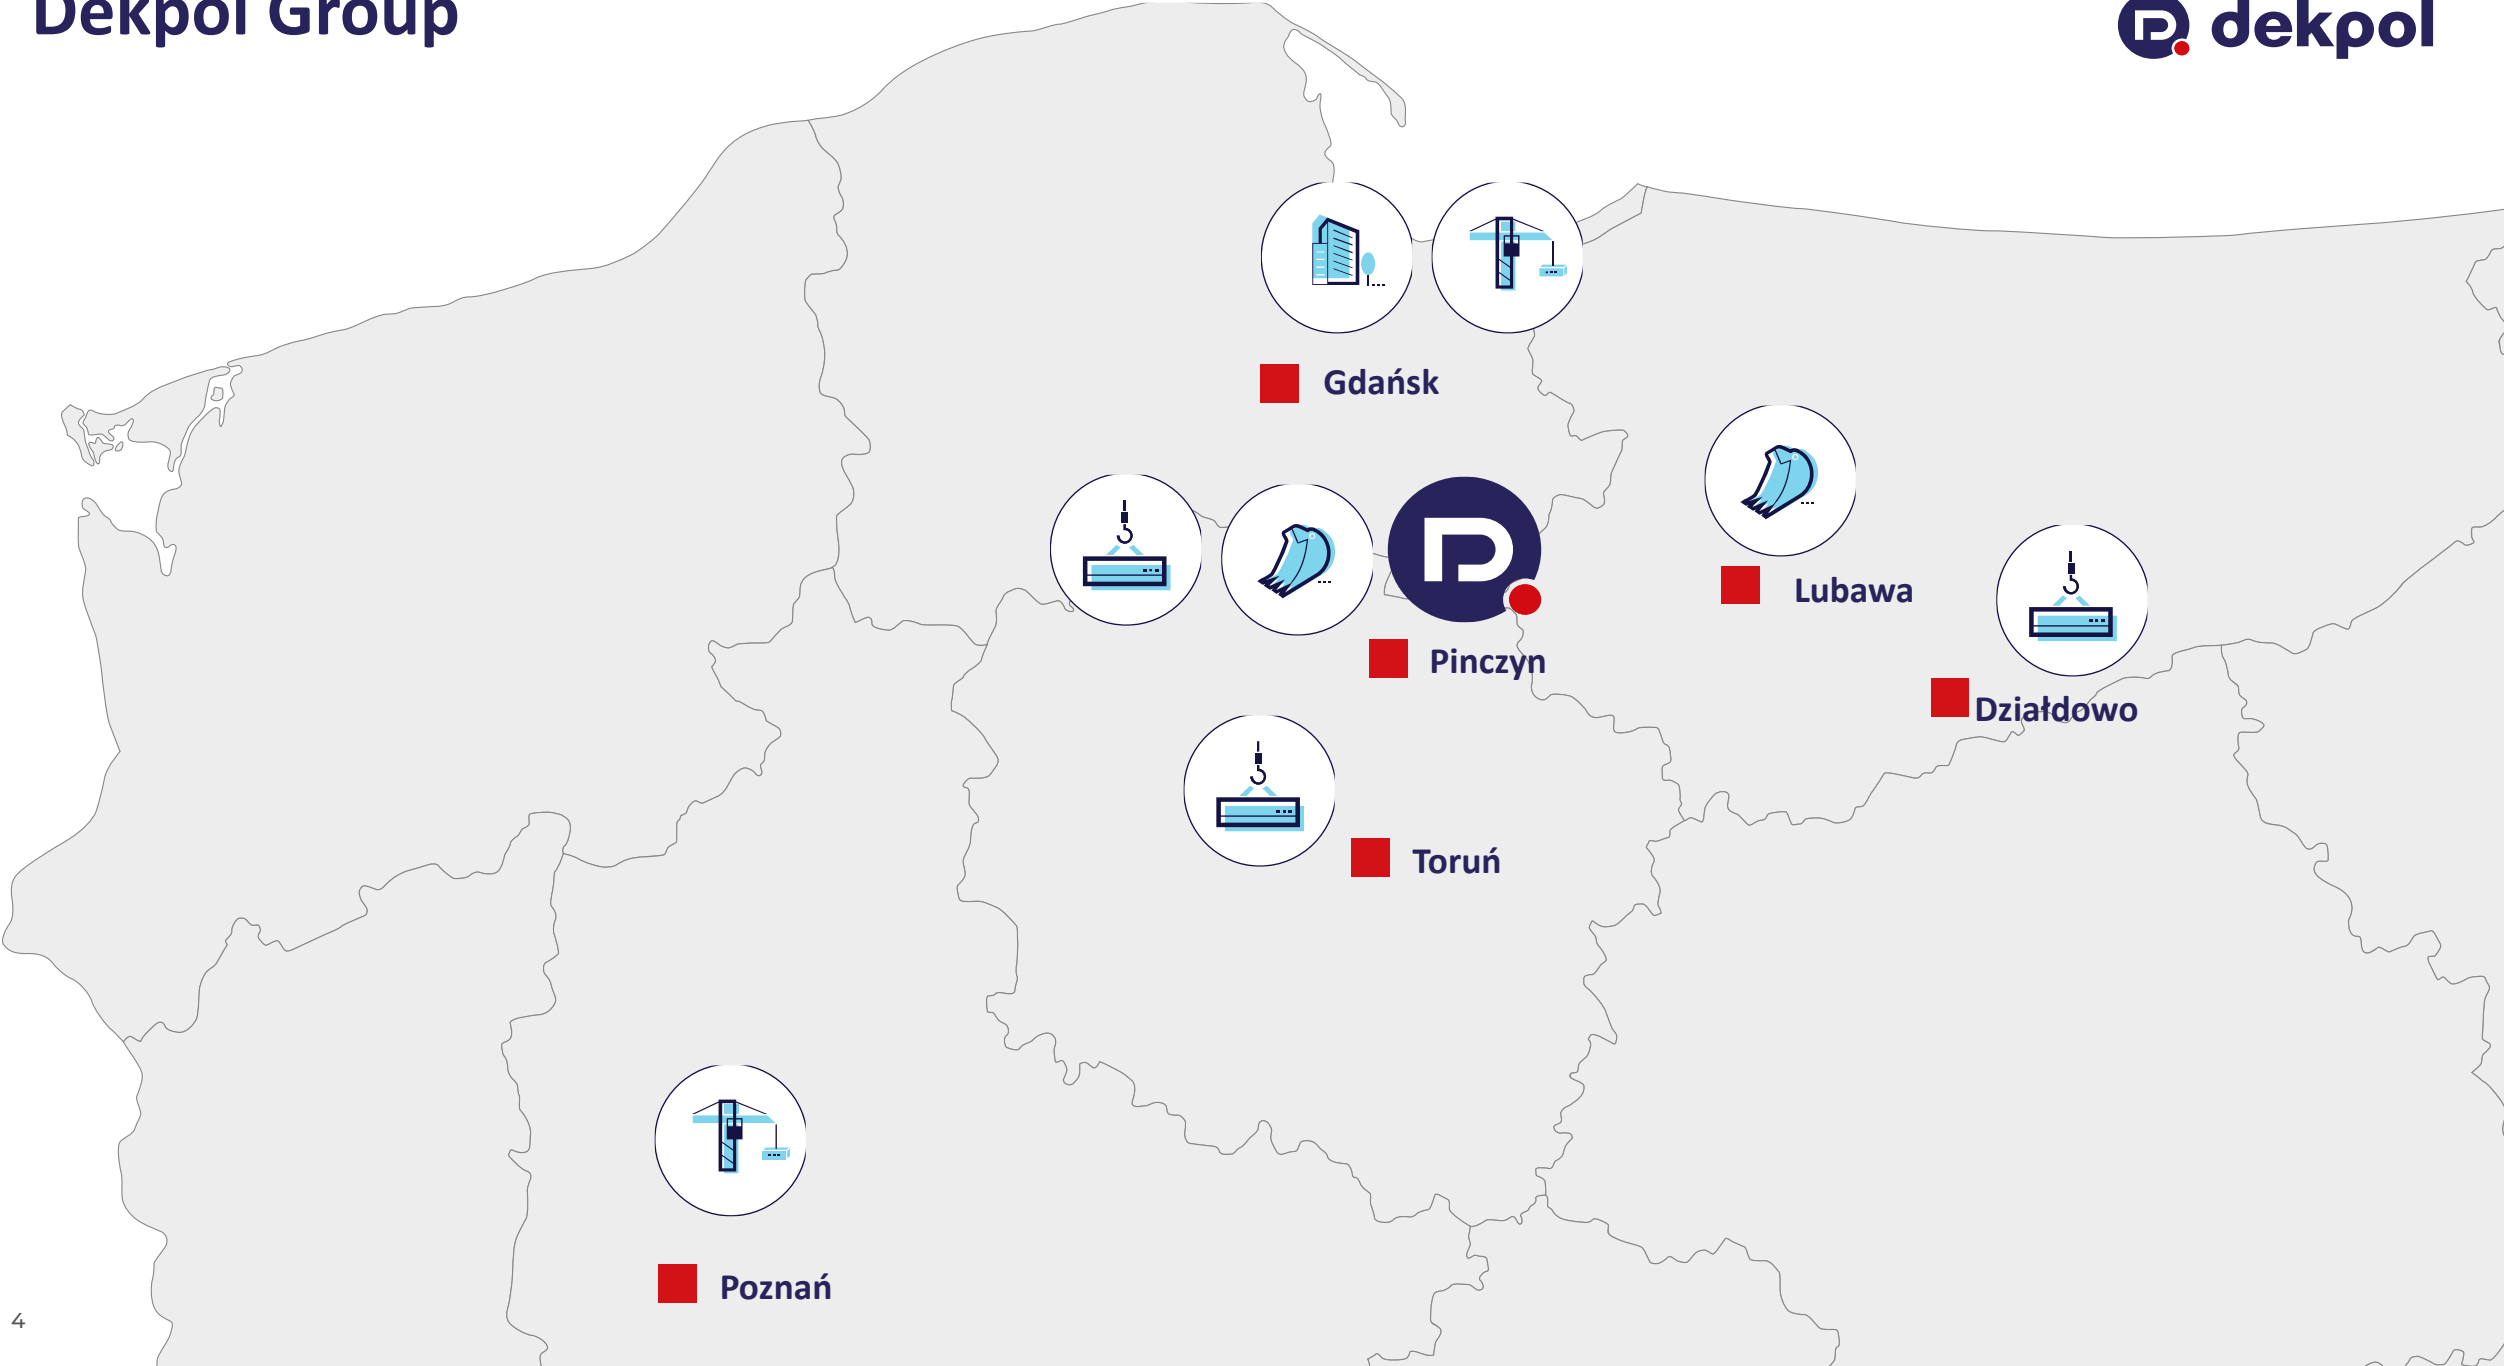 Dekpol Group
dekpol
Gdańsk
Lubawa
Pinczyn
Działdowo
Toruń
Poznań
4